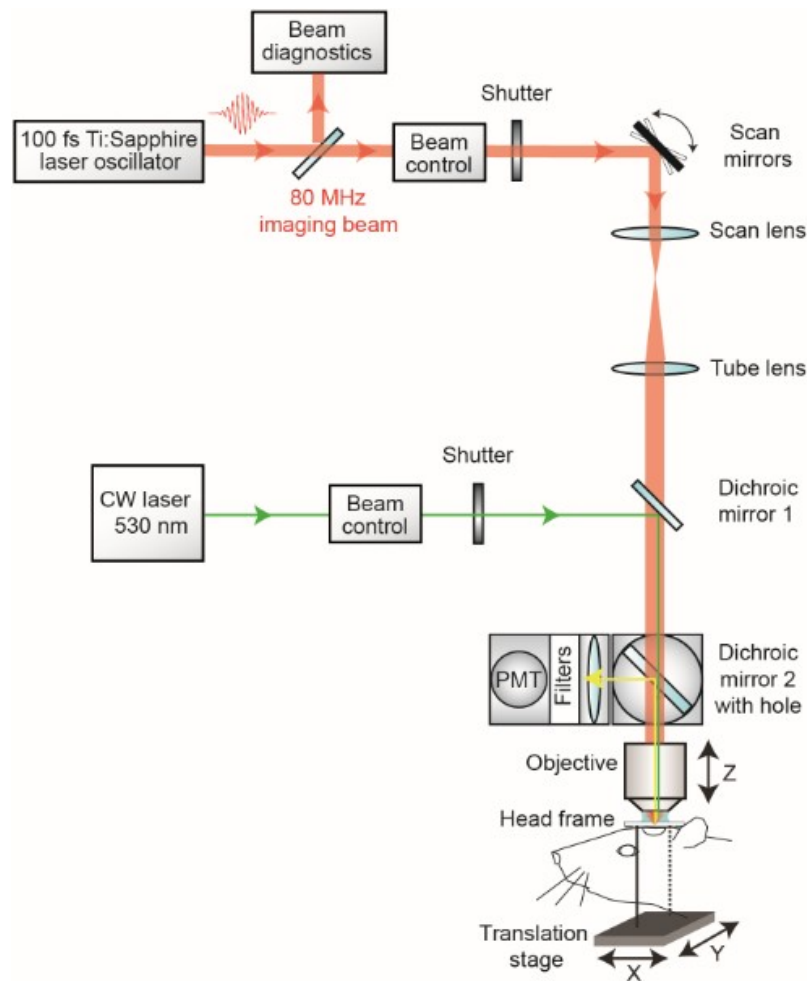 Beam
diagnostics
Shutter
100 fs Ti:Sapphire
laser oscillator
Beam
control
Scan
mirrors
80 MHz
imaging beam
Scan lens
Tube lens
Shutter
CW laser
530 nm
Beam
control
Dichroic
mirror 1
PMT
Filters
Dichroic
mirror 2
with hole
Objective
Z
Head frame
Translation
stage
X
Y